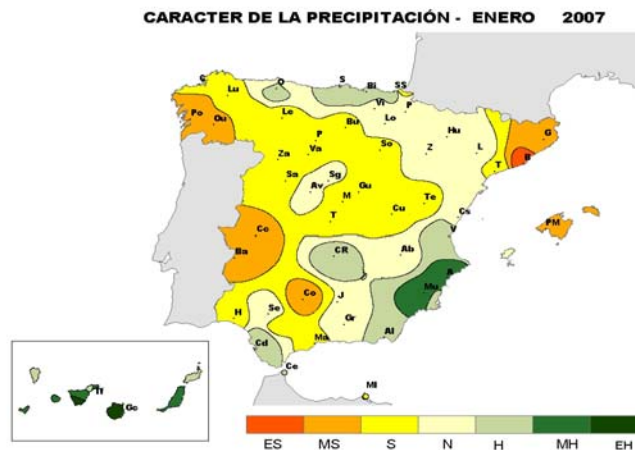 CARACTER DE LA PRECIPITACIÓN - ENERO 2007
C
Lu
O
S
Bi
SS
Po
Ou
Le
Vi
P
Bu
Lo
Hu
G
P
Va
So
Z
L
B
Za
T
Sa
Sg
Av
M
Gu
T
Cu
Te
Cs
PM
Co
Ba
CR
Ab
V
A
Mu
Co
J
H
Se
Gr
Al
Cd
Ma
Ce
Ml
Tf
Gc
ES MS S N H MH EH